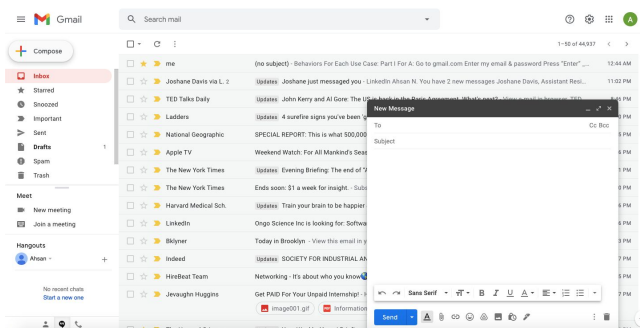 Gmail
Search mail
Compose
1–50 of 44,937
Inbox
Starred
Snoozed
Important
Sent
Drafts 1
Spam
Trash
Meet
New meeting
Join a meeting
Hangouts
Ahsan
No recent chats
Start a new one
A
me (no subject) - Behaviors For Each Use Case: Part I For A: Go to gmail com Enter my email & password Press "Enter" ,… 12:44 AM
Joshane Davis via L. 2 Updates Joshane just messaged you - LinkedIn Ahsan N. You have 2 new messages Joshane Davis, Assistant Resi… 11:02 PM
TED Talks Daily Updates John Kerry and Al Gore: The US is back in the Paris Agreement. What's next? - View e-mail in browser TED
Ladders Updates 4 surefire signs you've been
National Geographic SPECIAL REPORT: This is what 500,000
Apple TV Weekend Watch: For All Mankind's Seas
The New York Times Updates Evening Briefing: The end of
The New York Times Ends soon: $1 a week for insight. - Subs
Harvard Medical Sch. Updates Train your brain to be happier
LinkedIn Ongo Science Inc is looking for: Softwa
Bklyner Today in Brooklyn - View this email in y
Indeed Updates SOCIETY FOR INDUSTRIAL AN
HireBeat Team Networking - It's about who you know
Jevaughn Huggins Get PAID For Your Unpaid Internship! - H
image001.gif
Information
New Message
To Cc Bcc
Subject
Sans Serif
B I U A
Send